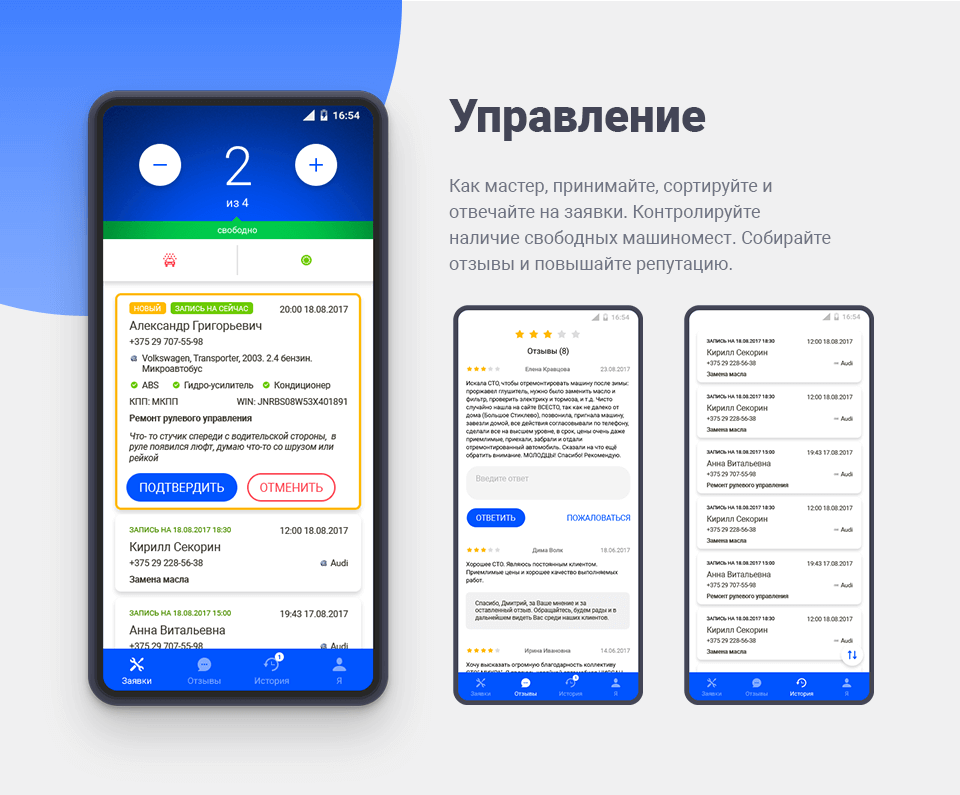 16:54
2
из 4
свободно
НОВЫЙ ЗАПИСЬ НА СЕЙЧАС 20:00 18.08.2017
Александр Григорьевич
+375 29 707-55-98
Volkswagen, Transporter, 2003. 2.4 бензин.
Микроавтобус
ABS Гидро-усилитель Кондиционер
КПП: МКПП WIN: JNRBS08W53X401891
Ремонт рулевого управления
Что- то стучик спереди с водительской стороны, в
руле появился люфт, думаю что-то со шрузом или
рейкой
ПОДТВЕРДИТЬ ОТМЕНИТЬ
ЗАПИСЬ НА 18.08.2017 18:30 12:00 18.08.2017
Кирилл Секорин
+375 29 228-56-38 Audi
Замена масла
ЗАПИСЬ НА 18.08.2017 15:00 19:43 17.08.2017
Анна Витальевна
+375 29 707-55-98 Audi
1
Заявки Отзывы История Я
Управление
Как мастер, принимайте, сортируйте и
отвечайте на заявки. Контролируйте
наличие свободных машиномест. Собирайте
отзывы и повышайте репутацию.
16:54
Отзывы (8)
Елена Кравцова 23.08.2017
Искала СТО, чтобы отремонтировать машину после зимы:
проржавел глушитель, нужно было заменить масло и
фильтр, проверить электрику и тормоза, и т.д. Чисто
случайно нашла на сайте ВСЕСТО, так как не далеко от
дома (Большое Стиклево), позвонила, пригнала машину,
завезли домой, все действия согласовывали по телефону,
сделали все на высшем уровне, в срок, цены очень даже
приемлимые, приехали, забрали и отдали
отремонтированный автомобиль. Сказали на что ещё
обратить внимание. МОЛОДЦЫ! Спасибо! Рекомендую.
Введите ответ
ОТВЕТИТЬ ПОЖАЛОВАТЬСЯ
Дима Волк 18.06.2017
Хорошее СТО. Являюсь постоянным клиентом.
Приемлимые цены и хорошее качество выполняемых
работ.
Спасибо, Дмитрий, за Ваше мнение и за
оставленный отзыв. Обращайтесь, будем рады и в
дальнейшем видеть Вас среди наших клиентов.
Ирина Ивановна 14.06.2017
Хочу высказать огромную благодарность коллективу
1
Заявки Отзывы История Я
16:54
ЗАПИСЬ НА 18.08.2017 18:30 12:00 18.08.2017
Кирилл Секорин
+375 29 228-56-38 Audi
Замена масла
ЗАПИСЬ НА 18.08.2017 18:30 12:00 18.08.2017
Кирилл Секорин
+375 29 228-56-38 Audi
Замена масла
ЗАПИСЬ НА 18.08.2017 15:00 19:43 17.08.2017
Анна Витальевна
+375 29 707-55-98 Audi
Ремонт рулевого управления
ЗАПИСЬ НА 18.08.2017 18:30 12:00 18.08.2017
Кирилл Секорин
+375 29 228-56-38 Audi
Замена масла
ЗАПИСЬ НА 18.08.2017 15:00 19:43 17.08.2017
Анна Витальевна
+375 29 707-55-98 Audi
Ремонт рулевого управления
ЗАПИСЬ НА 18.08.2017 18:30 12:00 18.08.2017
Кирилл Секорин
+375 29 228-56-38 Audi
Замена масла
Заявки Отзывы История Я